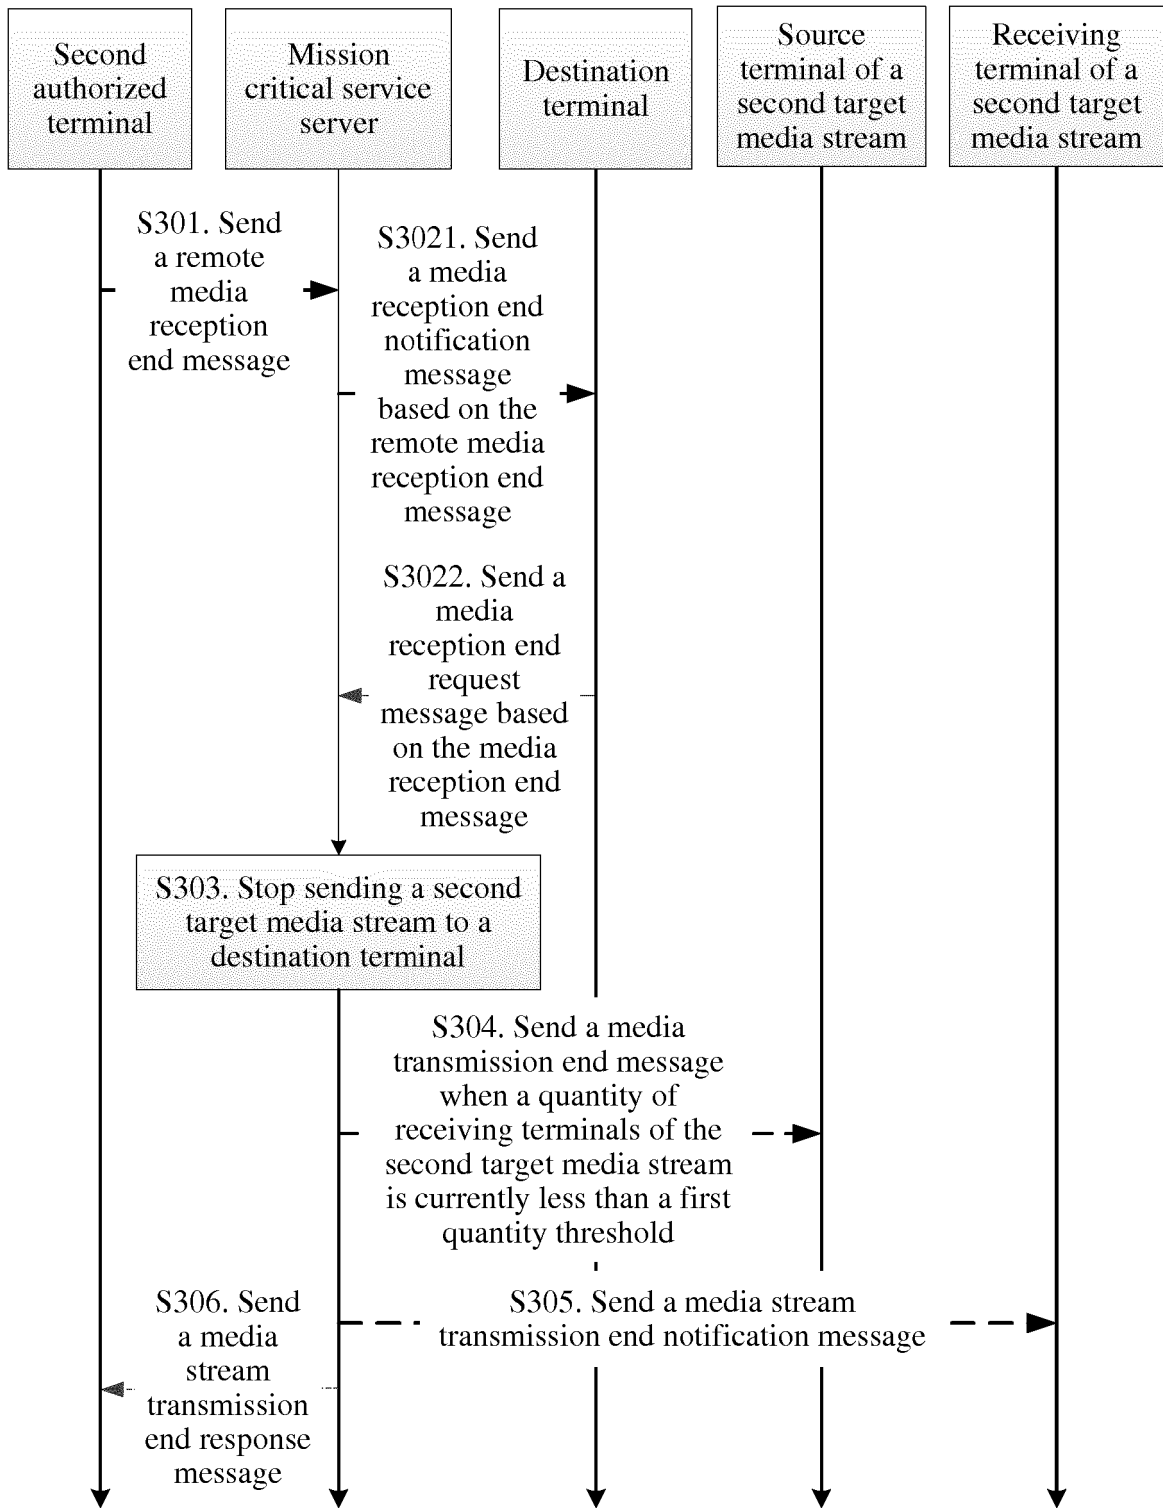 Second
authorized
terminal
Mission
critical service
server
Destination
terminal
Source
terminal of a
second target
media stream
Receiving
terminal of a
second target
media stream
S301. Send
a remote
media
reception
end message
S3021. Send
a media
reception end
notification
message
based on the
remote media
reception end
message
S3022. Send a
media
reception end
request
message based
on the media
reception end
message
S303. Stop sending a second
target media stream to a
destination terminal
S304. Send a media
transmission end message
when a quantity of
receiving terminals of the
second target media stream
is currently less than a first
quantity threshold
S305. Send a media stream
transmission end notification message
S306. Send
a media
stream
transmission
end response
message